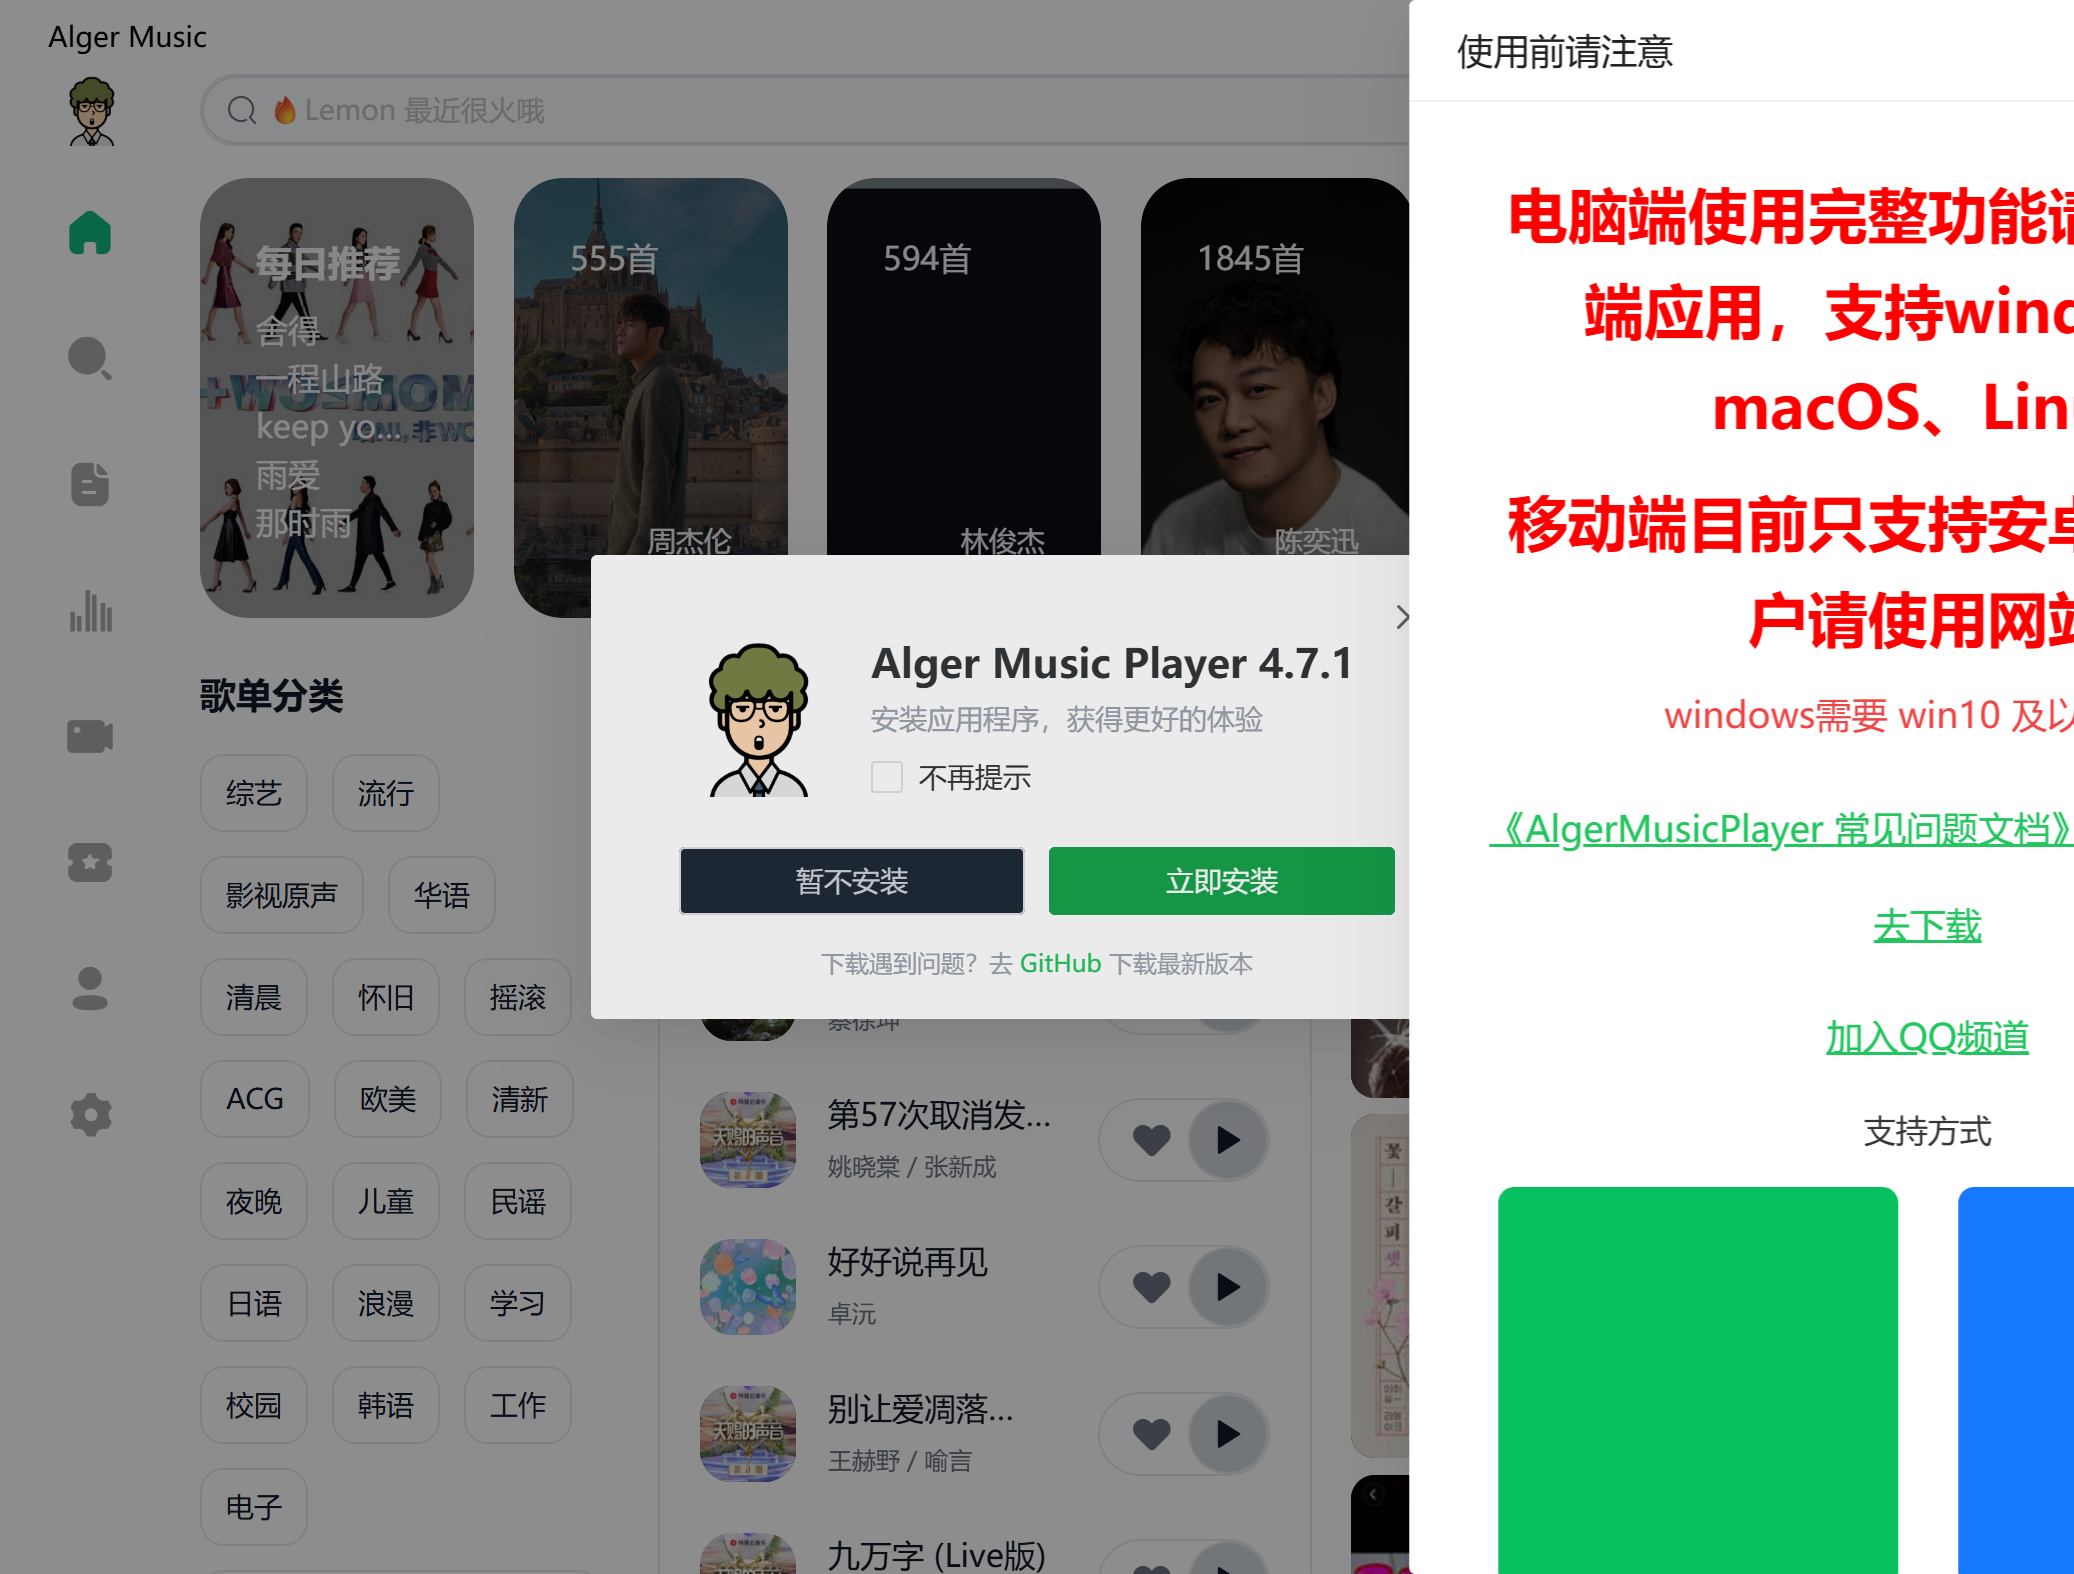 Alger Music
Lemon 最近很火哦
每日推荐
舍得
一程山路
keep yo...
雨爱
那时雨
555首
周杰伦
594首
林俊杰
1845首
陈奕迅
歌单分类
综艺
流行
影视原声
华语
清晨
怀旧
摇滚
ACG
欧美
清新
夜晚
儿童
民谣
日语
浪漫
学习
校园
韩语
工作
电子
Alger Music Player 4.7.1
安装应用程序，获得更好的体验
不再提示
暂不安装
立即安装
下载遇到问题？去 GitHub 下载最新版本
蔡徐坤
第57次取消发...
姚晓棠 / 张新成
好好说再见
卓沅
别让爱凋落...
王赫野 / 喻言
九万字 (Live版)
使用前请注意
电脑端使用完整功能请
端应用，支持wind
macOS、Lin
移动端目前只支持安卓
户请使用网站
windows需要 win10 及以
《AlgerMusicPlayer 常见问题文档》
去下载
加入QQ频道
支持方式